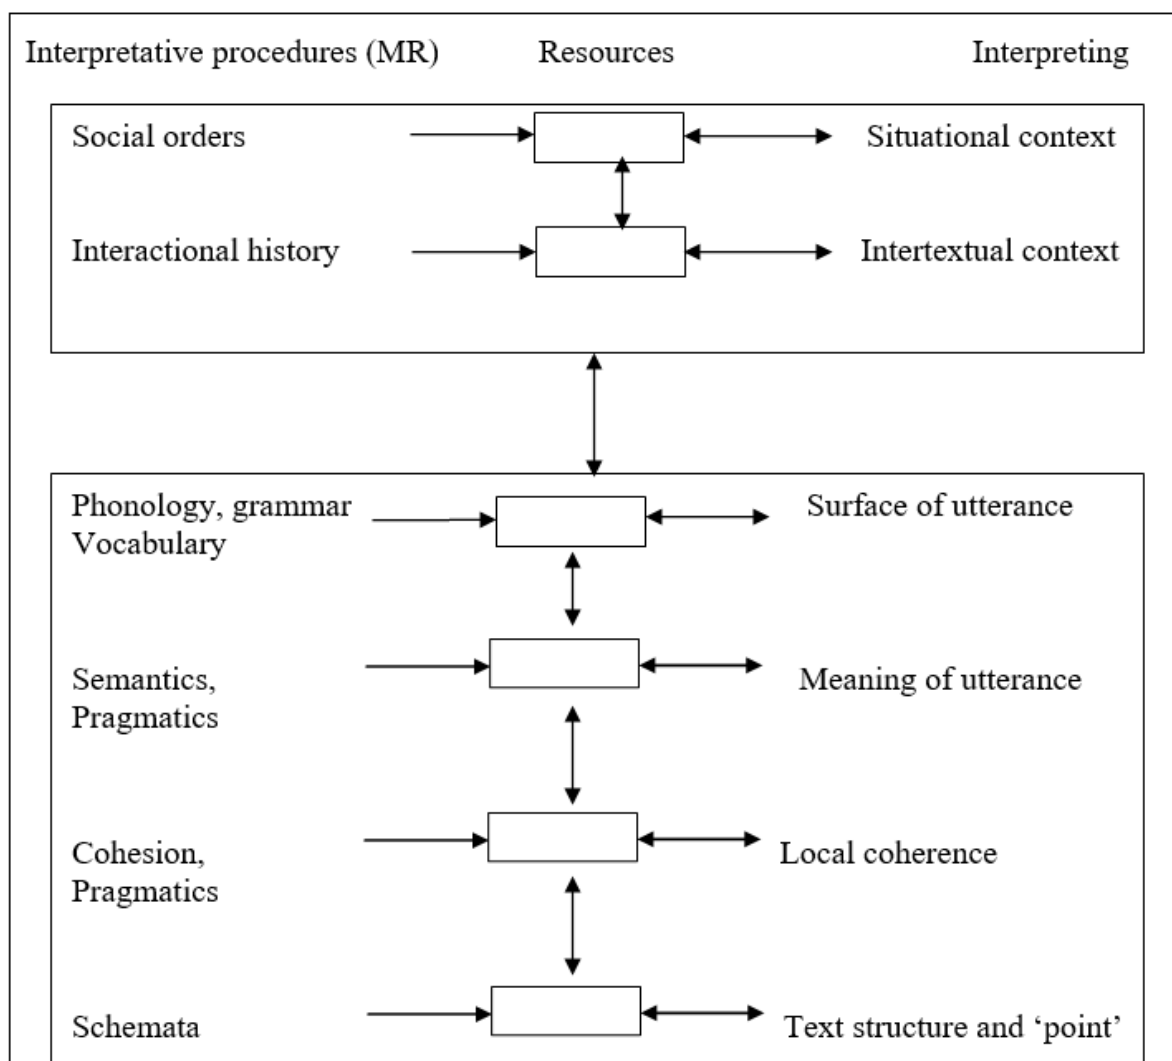 Interpretative procedures (MR) Resources Interpreting
Social orders Situational context
Interactional history Intertextual context
Phonology, grammar Surface of utterance
Vocabulary
Semantics, Meaning of utterance
Pragmatics
Cohesion, Local coherence
Pragmatics
Schemata Text structure and ‘point’